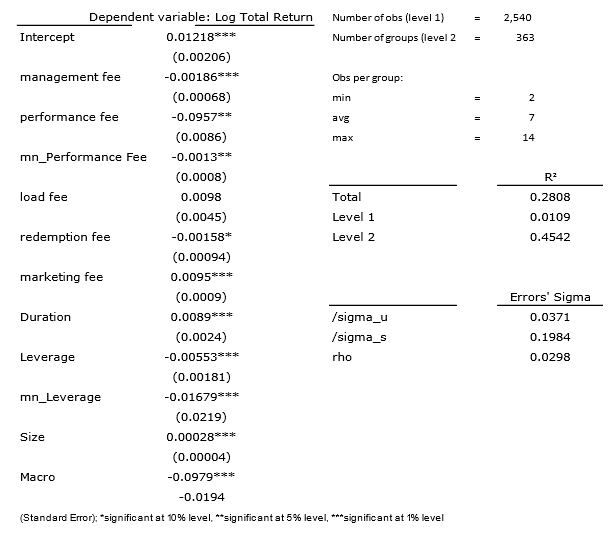 Dependent variable: Log Total Return
Intercept 0.01218***
(0.00206)
management fee -0.00186***
(0.00068)
performance fee -0.0957**
(0.0086)
mn_Performance Fee -0.0013**
(0.0008)
load fee 0.0098
(0.0045)
redemption fee -0.00158*
(0.00094)
marketing fee 0.0095***
(0.0009)
Duration 0.0089***
(0.0024)
Leverage -0.00553***
(0.00181)
mn_Leverage -0.01679***
(0.0219)
Size 0.00028***
(0.00004)
Macro -0.0979***
-0.0194
Number of obs (level 1) = 2,540
Number of groups (level 2 = 363
Obs per group:
min = 2
avg = 7
max = 14
R²
Total 0.2808
Level 1 0.0109
Level 2 0.4542
Errors' Sigma
/sigma_u 0.0371
/sigma_s 0.1984
rho 0.0298
(Standard Error); *significant at 10% level, **significant at 5% level, ***significant at 1% level